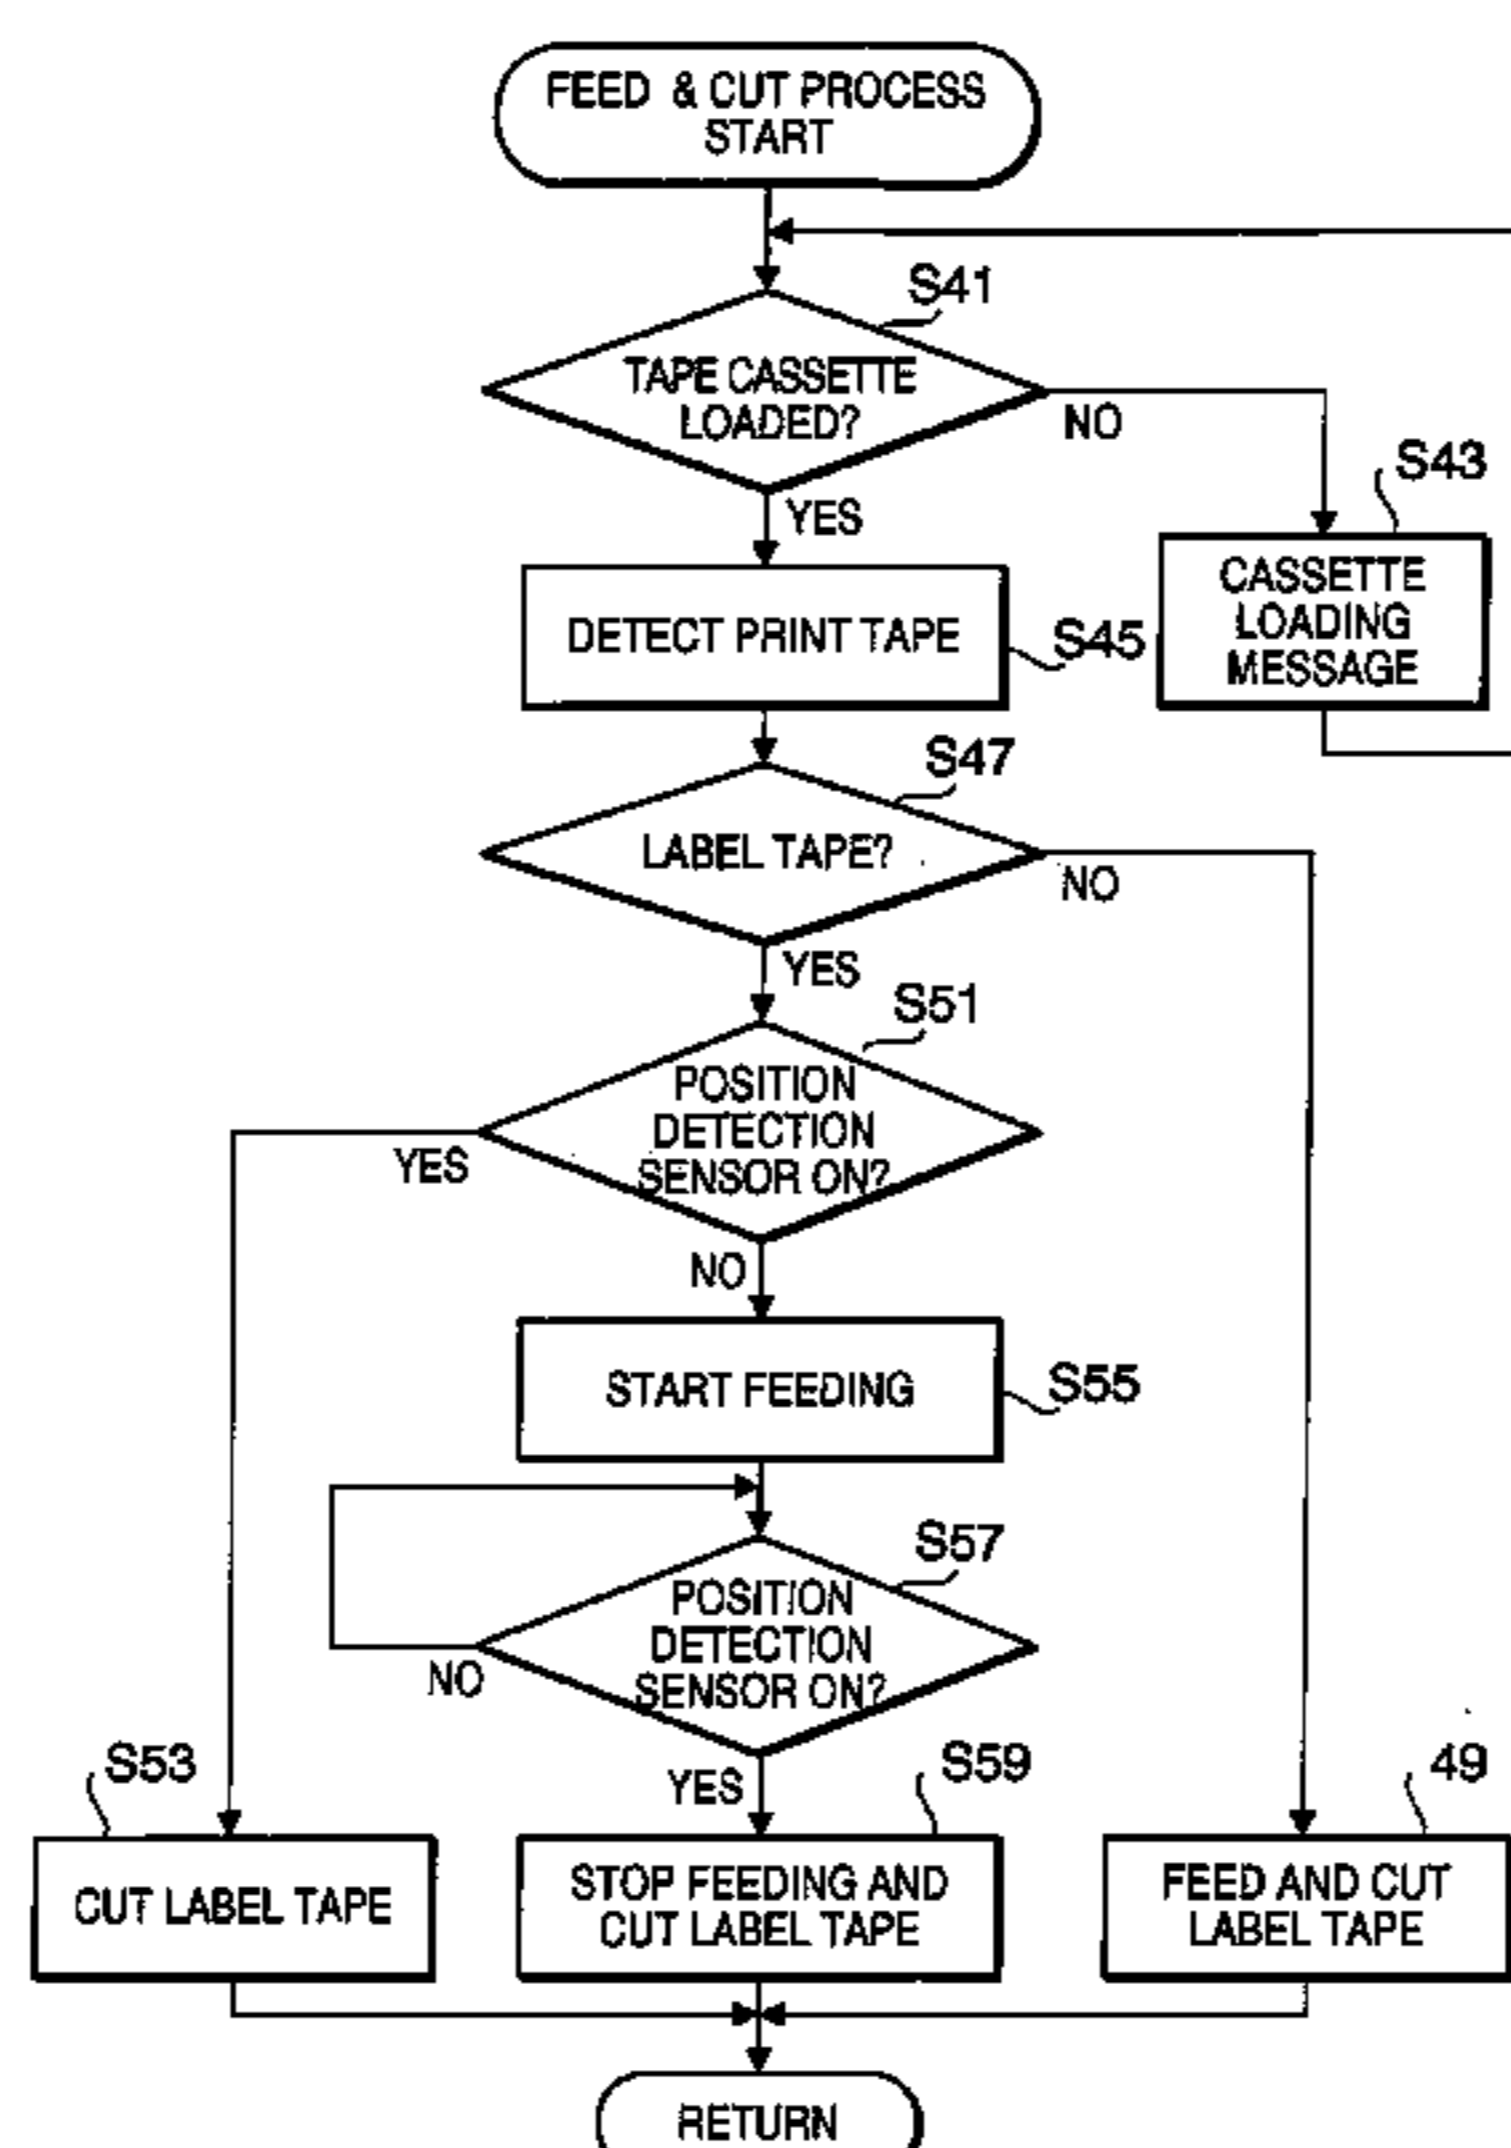 FEED & CUT PROCESS
START
S41
TAPE CASSETTE
LOADED?
NO
YES
S43
CASSETTE
LOADING
MESSAGE
DETECT PRINT TAPE
S45
S47
LABEL TAPE?
NO
YES
S51
POSITION
DETECTION
SENSOR ON?
YES
NO
START FEEDING
S55
S57
POSITION
DETECTION
SENSOR ON?
NO
YES
S53
CUT LABEL TAPE
S59
STOP FEEDING AND
CUT LABEL TAPE
49
FEED AND CUT
LABEL TAPE
RETURN